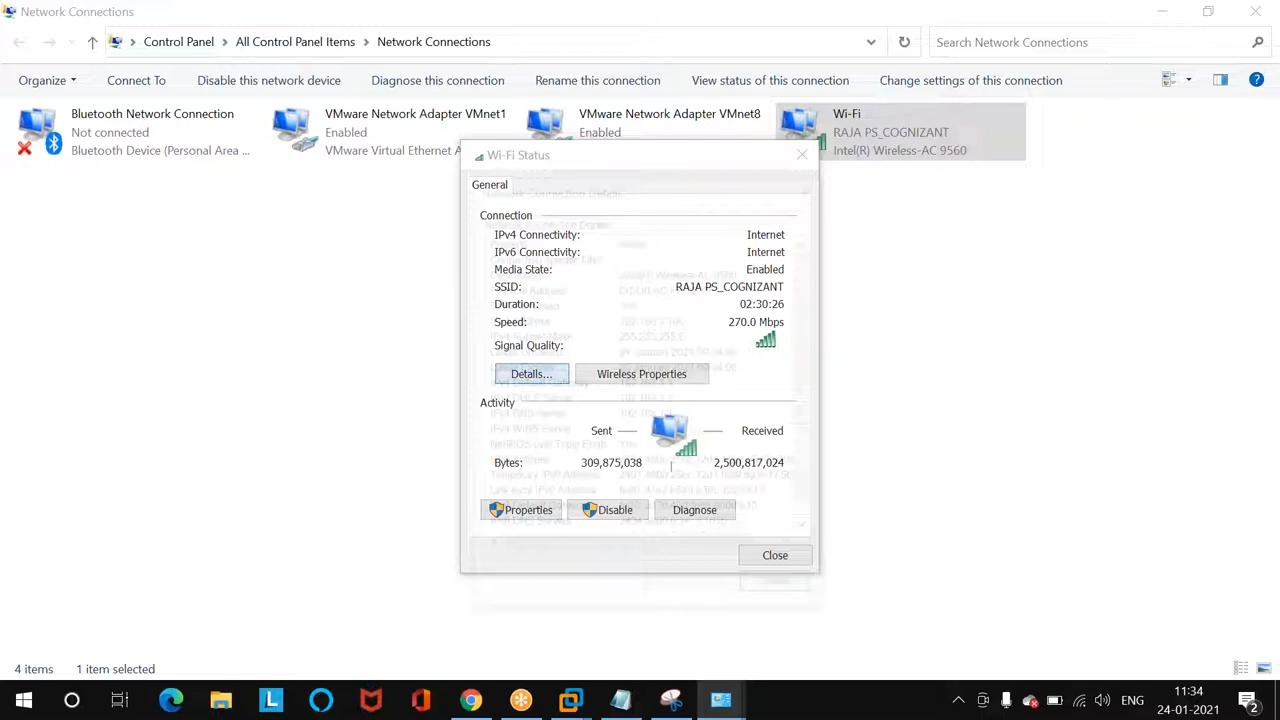 Network Connections
Control Panel > All Control Panel Items > Network Connections
Search Network Connections
Organize
Connect To
Disable this network device
Diagnose this connection
Rename this connection
View status of this connection
Change settings of this connection
Bluetooth Network Connection
Not connected
Bluetooth Device (Personal Area ...
VMware Network Adapter VMnet1
Enabled
VMware Virtual Ethernet A
VMware Network Adapter VMnet8
Enabled
Wi-Fi
RAJA PS_COGNIZANT
Intel(R) Wireless-AC 9560
Wi-Fi Status
General
Connection
IPv4 Connectivity: Internet
IPv6 Connectivity: Internet
Media State: Enabled
SSID: RAJA PS_COGNIZANT
Duration: 02:30:26
Speed: 270.0 Mbps
Signal Quality:
Details...
Wireless Properties
Activity
Sent — — Received
Bytes: 309,875,038 | 2,500,817,024
Properties
Disable
Diagnose
Close
4 items
1 item selected
ENG
11:34
24-01-2021
2